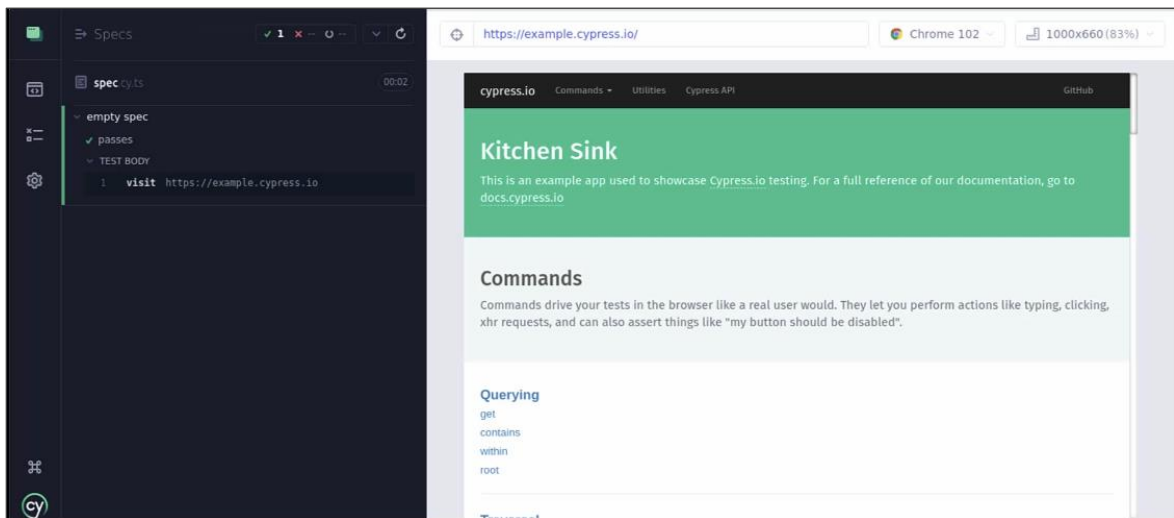 Specs
✓ 1 × -- --
spec.cy.ts
00:02
empty spec
passes
TEST BODY
1 visit https://example.cypress.io
cy
https://example.cypress.io/
Chrome 102
1000x660 (83%)
cypress.io Commands Utilities Cypress API GitHub
Kitchen Sink
This is an example app used to showcase Cypress.io testing. For a full reference of our documentation, go to
docs.cypress.io
Commands
Commands drive your tests in the browser like a real user would. They let you perform actions like typing, clicking,
xhr requests, and can also assert things like "my button should be disabled".
Querying
get
contains
within
root